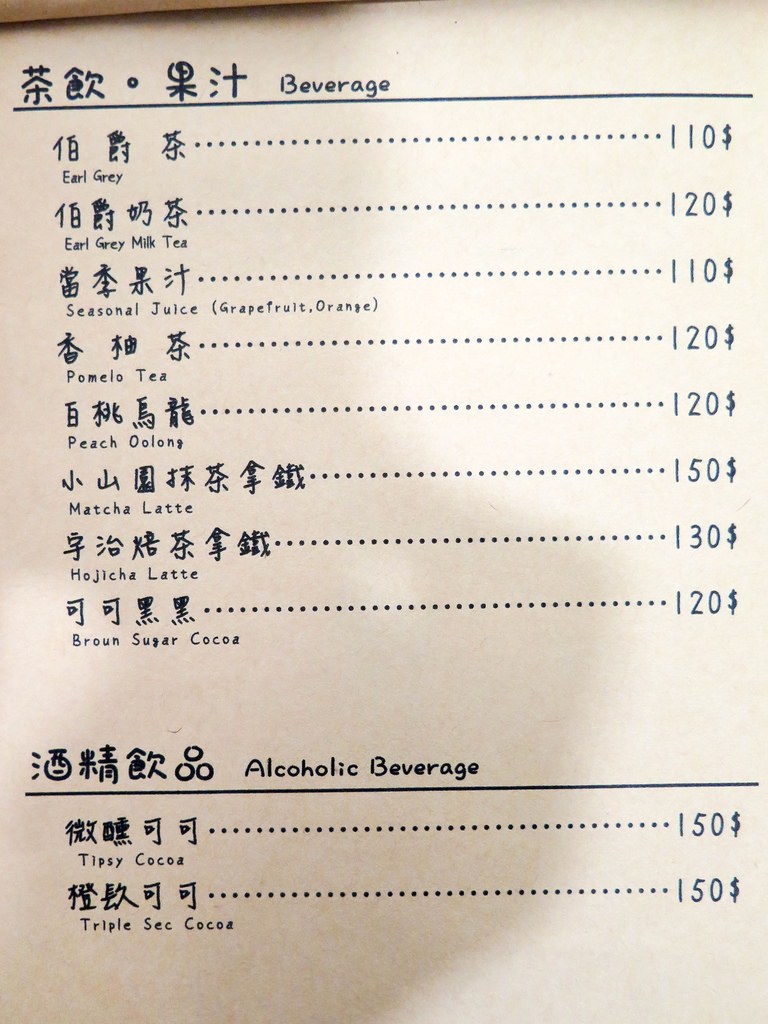 茶飲。果汁 Beverage
伯爵茶 110$
Earl Grey
伯爵奶茶 120$
Earl Grey Milk Tea
當季果汁 110$
Seasonal Juice (Grapefruit,Orange)
香柚茶 120$
Pomelo Tea
白桃烏龍 120$
Peach Oolong
小山園抹茶拿鐵 150$
Matcha Latte
宇治焙茶拿鐵 130$
Hojicha Latte
可可黑黑 120$
Broun Sugar Cocoa
酒精飲品 Alcoholic Beverage
微醺可可 150$
Tipsy Cocoa
橙歐可可 150$
Triple Sec Cocoa